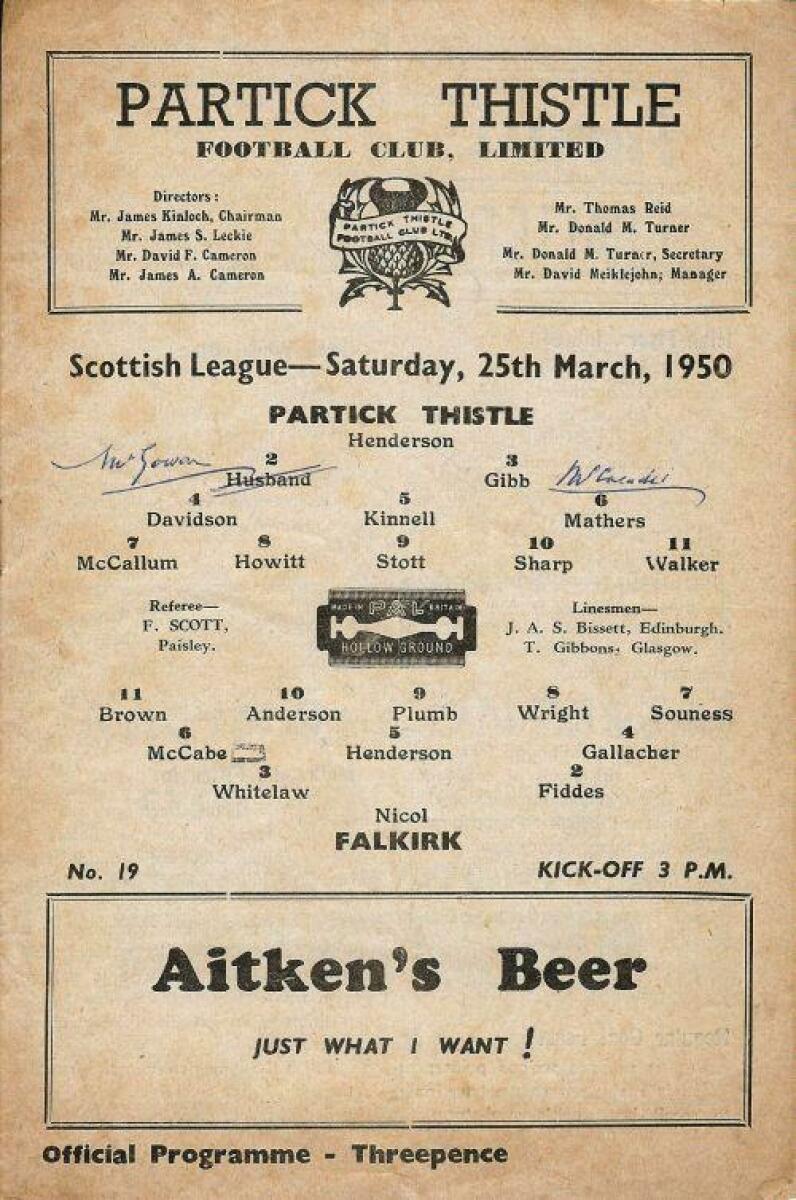 PARTICK THISTLE
FOOTBALL CLUB, LIMITED
Directors :
Mr. James Kinloch, Chairman
Mr. James S. Leckie
Mr. David F. Cameron
Mr. James A. Cameron
PARTICK THISTLE
FOOTBALL CLUB LTD
Mr. Thomas Reid
Mr. Donald M. Turner
Mr. Donald M. Turner, Secretary
Mr. David Meiklejohn; Manager
Scottish League—Saturday, 25th March, 1950
PARTICK THISTLE
Henderson
McGowan
2 3
Husband Gibb
4 5 6
Davidson Kinnell Mathers
7 8 9 10 11
McCallum Howitt Stott Sharp Walker
Referee—
F. SCOTT,
Paisley.
MADE IN P&L BRITAIN
HOLLOW GROUND
Linesmen—
J. A. S. Bissett, Edinburgh.
T. Gibbons, Glasgow.
11 10 9 8 7
Brown Anderson Plumb Wright Souness
6 5 4
McCabe Henderson Gallacher
3 2
Whitelaw Fiddes
Nicol
FALKIRK
No. 19 KICK-OFF 3 P.M.
Aitken's Beer
JUST WHAT I WANT !
Official Programme - Threepence